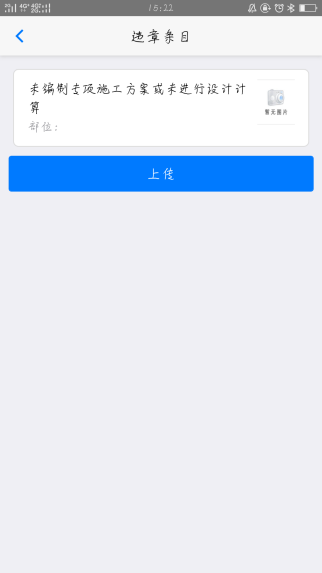 15:22
违章条目
未编制专项施工方案或未进行设计计
算
暂无图片
部位：
上传